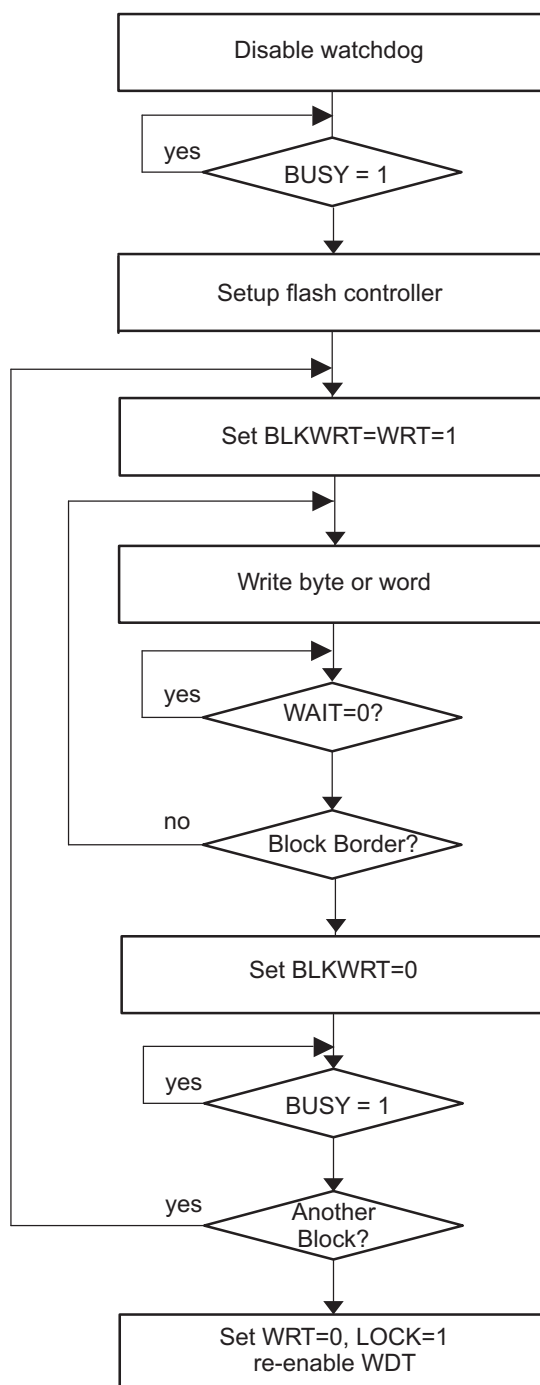 Disable watchdog
yes
BUSY = 1
Setup flash controller
Set BLKWRT=WRT=1
Write byte or word
yes
WAIT=0?
no
Block Border?
Set BLKWRT=0
yes
BUSY = 1
yes
Another
Block?
Set WRT=0, LOCK=1
re-enable WDT